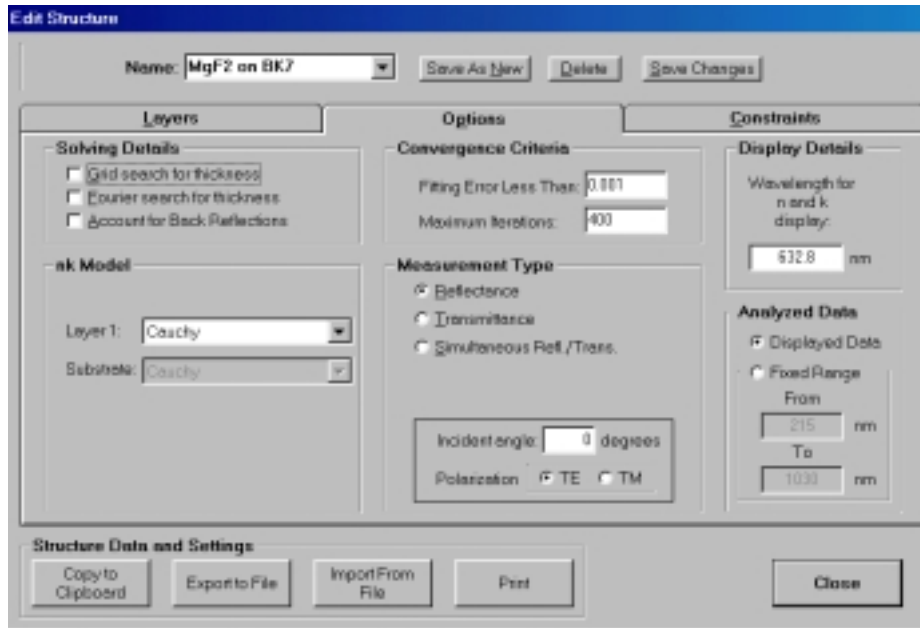 Edit Structure
Name: MgF2 on BK7
Save As New
Delete
Save Changes
Layers
Options
Constraints
Solving Details
Grid search for thickness
Fourier search for thickness
Account for Back Reflections
Convergence Criteria
Fitting Error Less Than: 0.001
Maximum Iterations: 400
Display Details
Wavelength for
n and k
display:
632.8 nm
nk Model
Layer 1: Cauchy
Substrate: Cauchy
Measurement Type
Reflectance
Transmittance
Simultaneous Refl./Trans.
Incident angle: 0 degrees
Polarization TE TM
Analyzed Data
Displayed Data
Fixed Range
From
215 nm
To
1030 nm
Structure Data and Settings
Copy to
Clipboard
Export to File
Import From
File
Print
Close